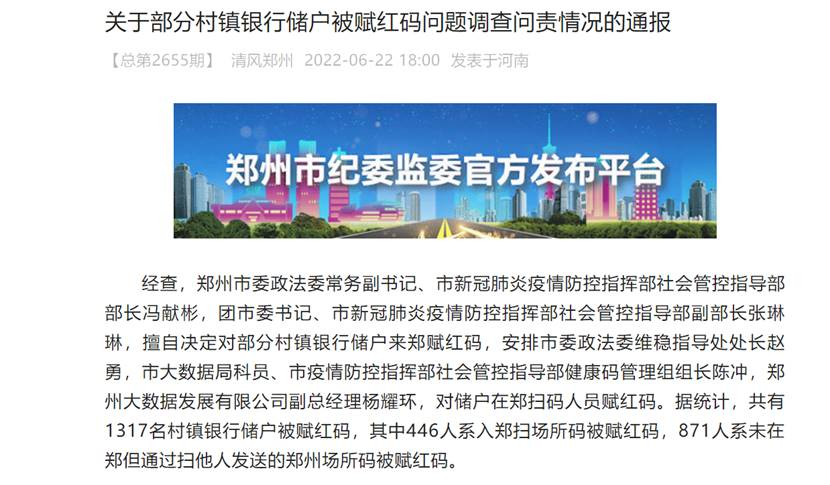 关于部分村镇银行储户被赋红码问题调查问责情况的通报
【总第2655期】 清风郑州 2022-06-22 18:00 发表于河南
郑州市纪委监委官方发布平台
经查，郑州市委政法委常务副书记、市新冠肺炎疫情防控指挥部社会管控指导部
部长冯献彬，团市委书记、市新冠肺炎疫情防控指挥部社会管控指导部副部长张琳
琳，擅自决定对部分村镇银行储户来郑赋红码，安排市委政法委维稳指导处处长赵
勇，市大数据局科员、市疫情防控指挥部社会管控指导部健康码管理组组长陈冲，郑
州大数据发展有限公司副总经理杨耀环，对储户在郑扫码人员赋红码。据统计，共有
1317名村镇银行储户被赋红码，其中446人系入郑扫场所码被赋红码，871人系未在
郑但通过扫他人发送的郑州场所码被赋红码。